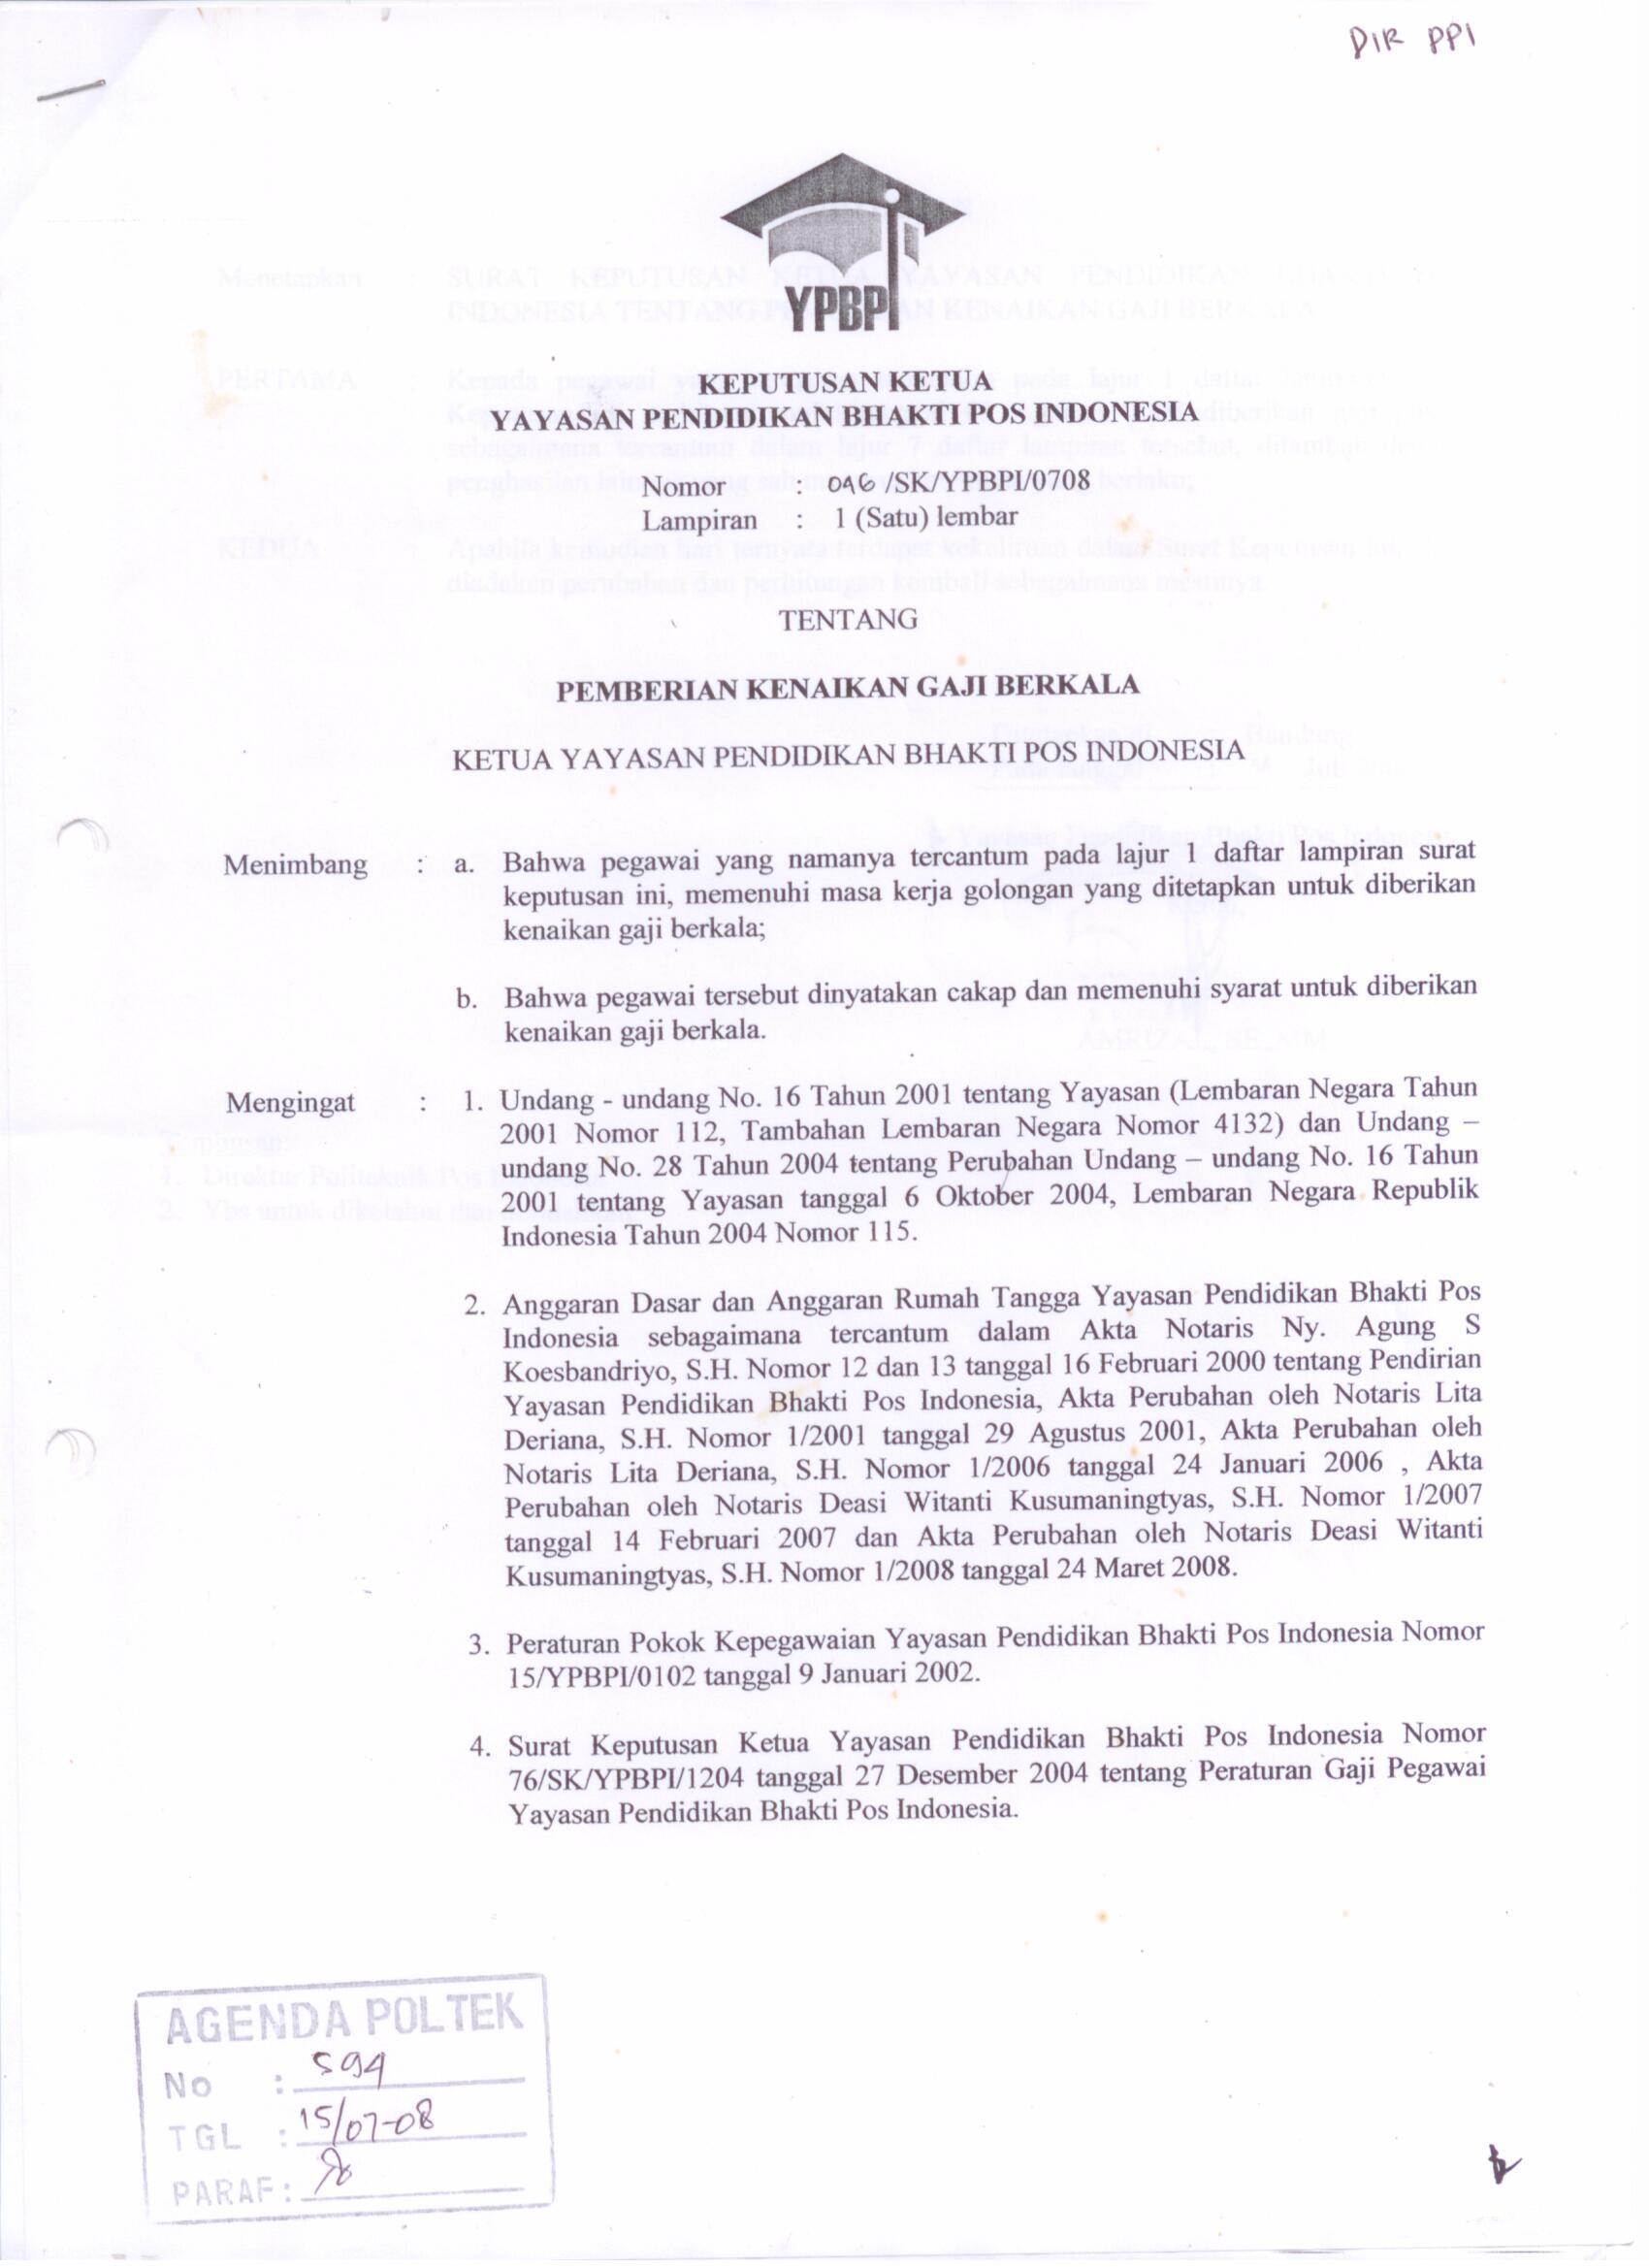 DIR PPI
YPBPI
KEPUTUSAN KETUA
YAYASAN PENDIDIKAN BHAKTI POS INDONESIA
Nomor : 046 /SK/YPBPI/0708
Lampiran : 1 (Satu) lembar
TENTANG
PEMBERIAN KENAIKAN GAJI BERKALA
KETUA YAYASAN PENDIDIKAN BHAKTI POS INDONESIA
Menimbang : a. Bahwa pegawai yang namanya tercantum pada lajur 1 daftar lampiran surat
keputusan ini, memenuhi masa kerja golongan yang ditetapkan untuk diberikan
kenaikan gaji berkala;
b. Bahwa pegawai tersebut dinyatakan cakap dan memenuhi syarat untuk diberikan
kenaikan gaji berkala.
Mengingat : 1. Undang - undang No. 16 Tahun 2001 tentang Yayasan (Lembaran Negara Tahun
2001 Nomor 112, Tambahan Lembaran Negara Nomor 4132) dan Undang –
undang No. 28 Tahun 2004 tentang Perubahan Undang – undang No. 16 Tahun
2001 tentang Yayasan tanggal 6 Oktober 2004, Lembaran Negara Republik
Indonesia Tahun 2004 Nomor 115.
2. Anggaran Dasar dan Anggaran Rumah Tangga Yayasan Pendidikan Bhakti Pos
Indonesia sebagaimana tercantum dalam Akta Notaris Ny. Agung S
Koesbandriyo, S.H. Nomor 12 dan 13 tanggal 16 Februari 2000 tentang Pendirian
Yayasan Pendidikan Bhakti Pos Indonesia, Akta Perubahan oleh Notaris Lita
Deriana, S.H. Nomor 1/2001 tanggal 29 Agustus 2001, Akta Perubahan oleh
Notaris Lita Deriana, S.H. Nomor 1/2006 tanggal 24 Januari 2006 , Akta
Perubahan oleh Notaris Deasi Witanti Kusumaningtyas, S.H. Nomor 1/2007
tanggal 14 Februari 2007 dan Akta Perubahan oleh Notaris Deasi Witanti
Kusumaningtyas, S.H. Nomor 1/2008 tanggal 24 Maret 2008.
3. Peraturan Pokok Kepegawaian Yayasan Pendidikan Bhakti Pos Indonesia Nomor
15/YPBPI/0102 tanggal 9 Januari 2002.
4. Surat Keputusan Ketua Yayasan Pendidikan Bhakti Pos Indonesia Nomor
76/SK/YPBPI/1204 tanggal 27 Desember 2004 tentang Peraturan Gaji Pegawai
Yayasan Pendidikan Bhakti Pos Indonesia.
AGENDA POLTEK
No : 594
TGL : 15/07-08
PARAF :